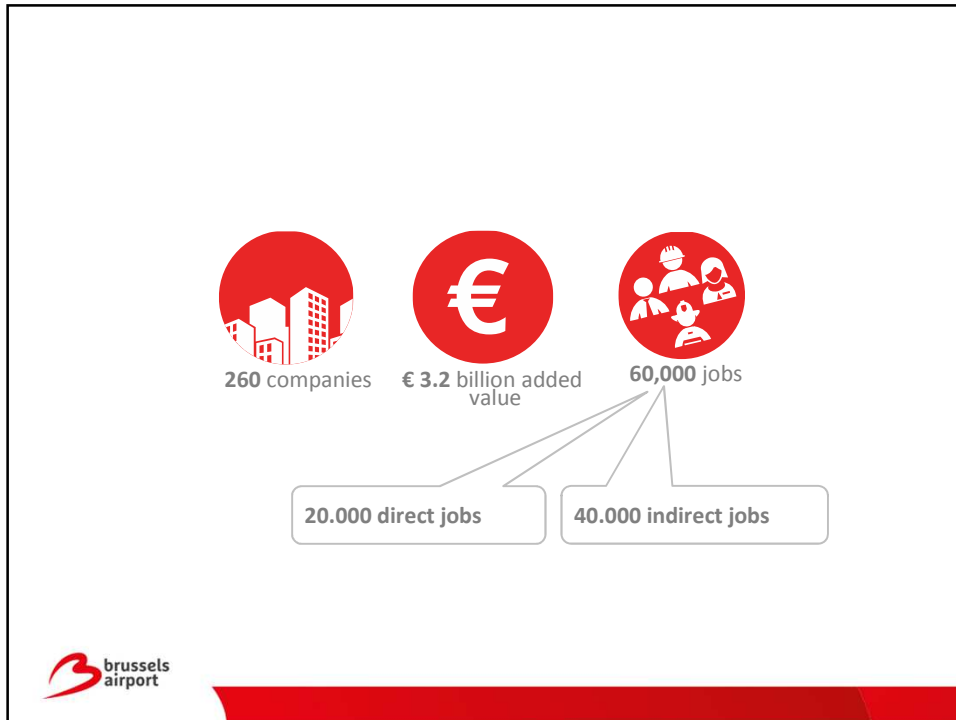 260 companies
€ 3.2 billion added
value
60,000 jobs
20.000 direct jobs
40.000 indirect jobs
brussels
airport